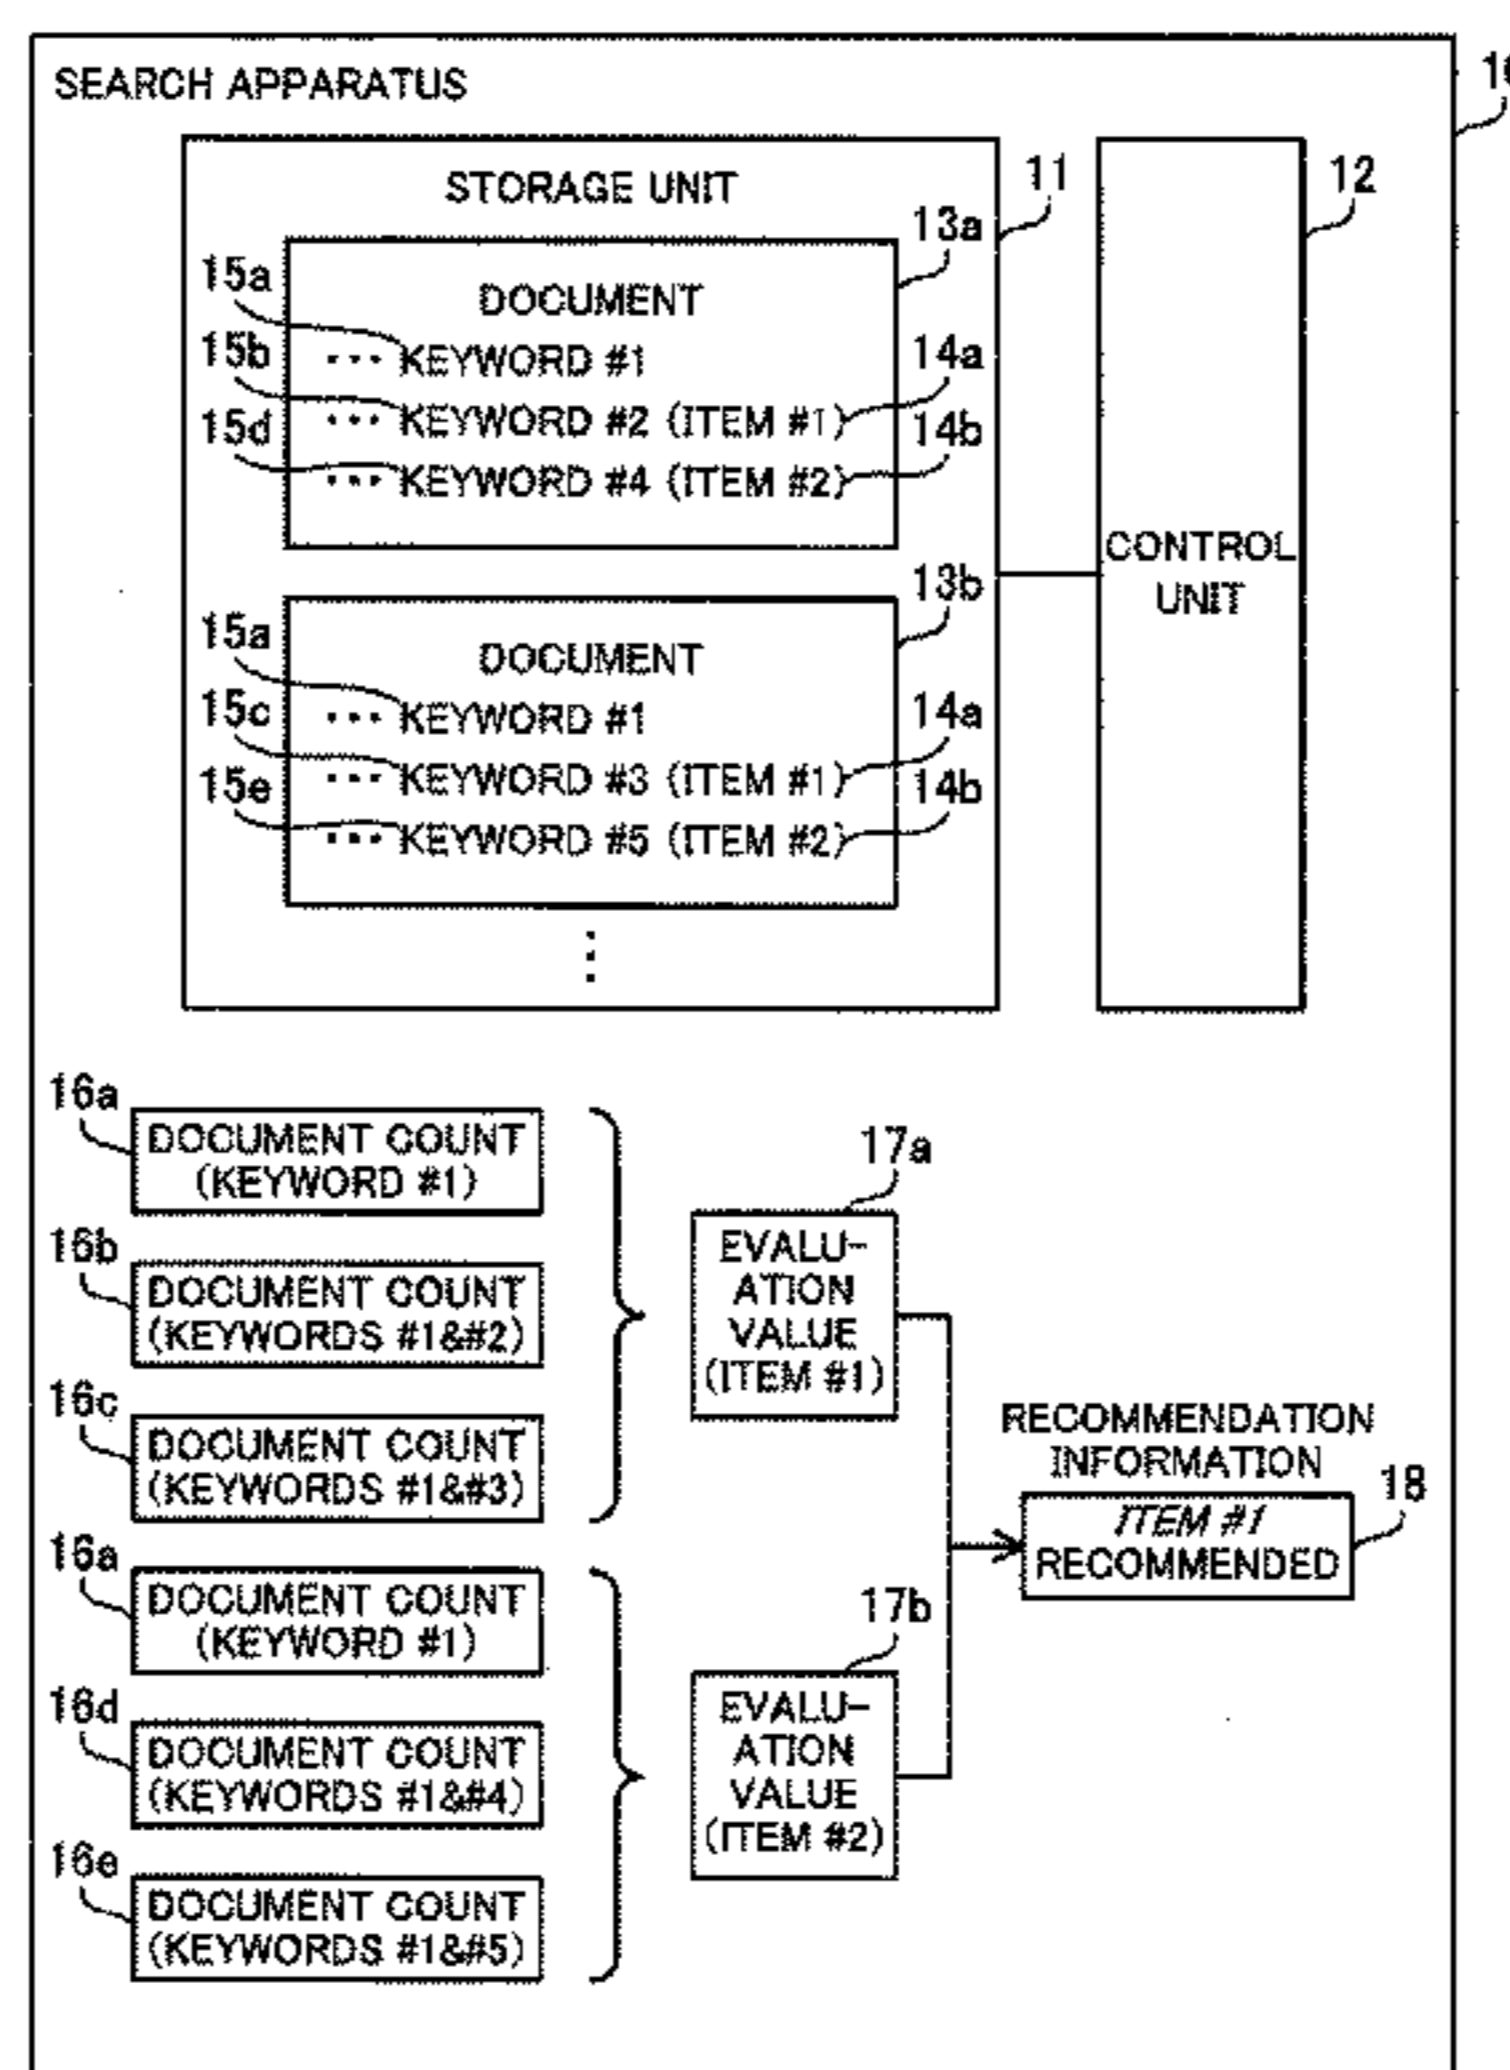 SEARCH APPARATUS
STORAGE UNIT
11
12
13a
DOCUMENT
15a
··· KEYWORD #1
15b
··· KEYWORD #2 (ITEM #1)
14a
15d
··· KEYWORD #4 (ITEM #2)
14b
CONTROL
UNIT
13b
DOCUMENT
15a
··· KEYWORD #1
15c
··· KEYWORD #3 (ITEM #1)
14a
15e
··· KEYWORD #5 (ITEM #2)
14b
16a
DOCUMENT COUNT
(KEYWORD #1)
16b
DOCUMENT COUNT
(KEYWORDS #1&#2)
16c
DOCUMENT COUNT
(KEYWORDS #1&#3)
17a
EVALU-
ATION
VALUE
(ITEM #1)
16a
DOCUMENT COUNT
(KEYWORD #1)
16d
DOCUMENT COUNT
(KEYWORDS #1&#4)
16e
DOCUMENT COUNT
(KEYWORDS #1&#5)
17b
EVALU-
ATION
VALUE
(ITEM #2)
RECOMMENDATION
INFORMATION
18
ITEM #1
RECOMMENDED